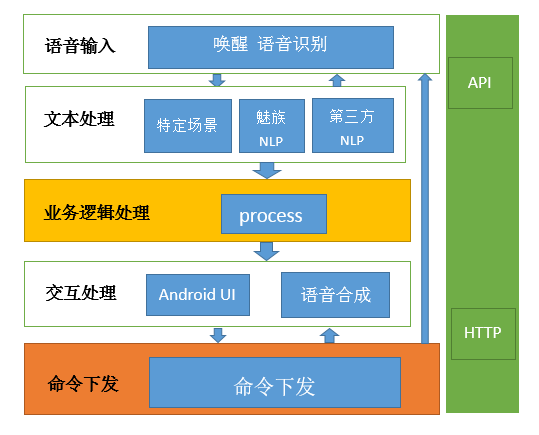 语音输入
唤醒 语音识别
API
文本处理
特定场景
魅族
NLP
第三方
NLP
业务逻辑处理
process
交互处理
Android UI
语音合成
HTTP
命令下发
命令下发